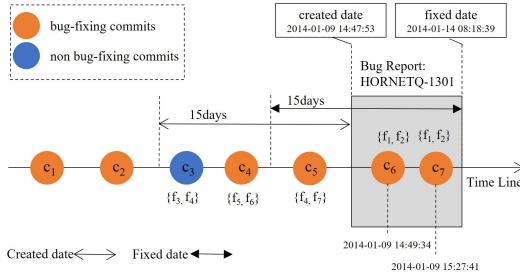 bug-fixing commits
non bug-fixing commits
created date
2014-01-09 14:47:53
fixed date
2014-01-14 08:18:39
Bug Report:
HORNETQ-1301
15days
15days
{f1, f2}
{f1, f2}
c1
c2
c3
c4
c5
c6
c7
Time Line
{f3, f4}
{f5, f6}
{f4, f7}
2014-01-09 14:49:34
2014-01-09 15:27:41
Created date
Fixed date